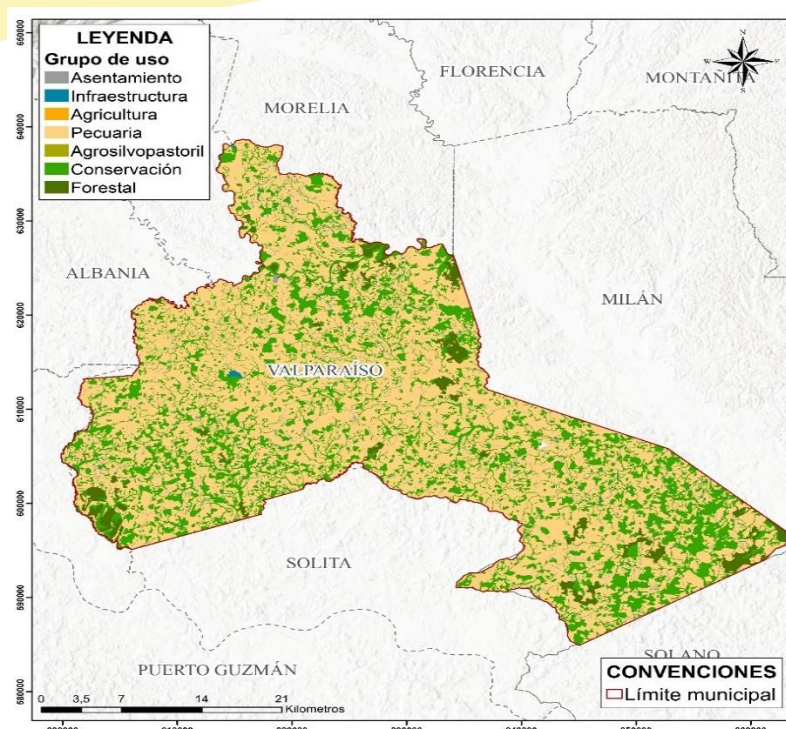 LEYENDA
Grupo de uso
Asentamiento
Infraestructura
Agricultura
Pecuaria
Agrosilvopastoril
Conservación
Forestal
FLORENCIA
MONTAÑITA
MORELIA
ALBANIA
MILÁN
VALPARAÍSO
SOLITA
SOLANO
PUERTO GUZMÁN
N
W
E
S
CONVENCIONES
Límite municipal
0 3,5 7 14 21
Kilometros
640000
630000
620000
610000
600000
590000
580000